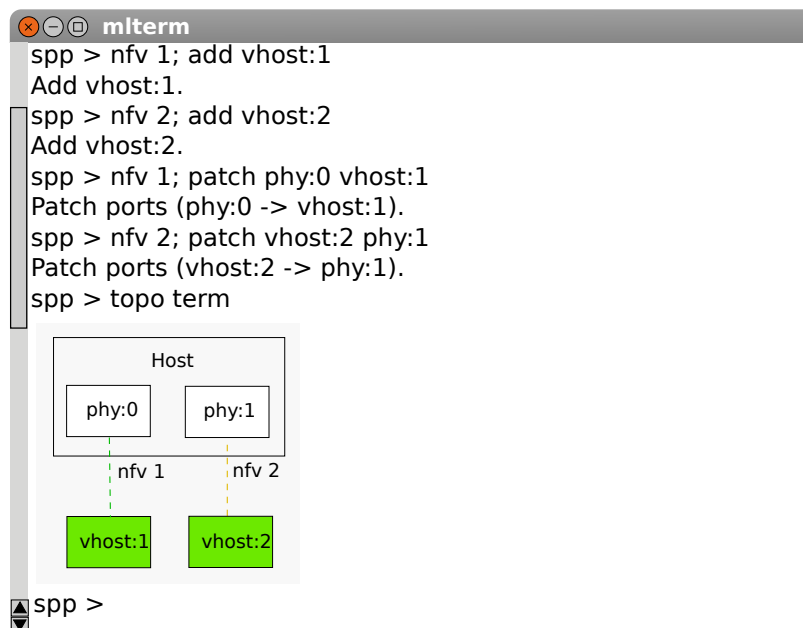 mlterm
spp > nfv 1; add vhost:1
Add vhost:1.
spp > nfv 2; add vhost:2
Add vhost:2.
spp > nfv 1; patch phy:0 vhost:1
Patch ports (phy:0 -> vhost:1).
spp > nfv 2; patch vhost:2 phy:1
Patch ports (vhost:2 -> phy:1).
spp > topo term
Host
phy:0 phy:1
nfv 1 nfv 2
vhost:1 vhost:2
spp >